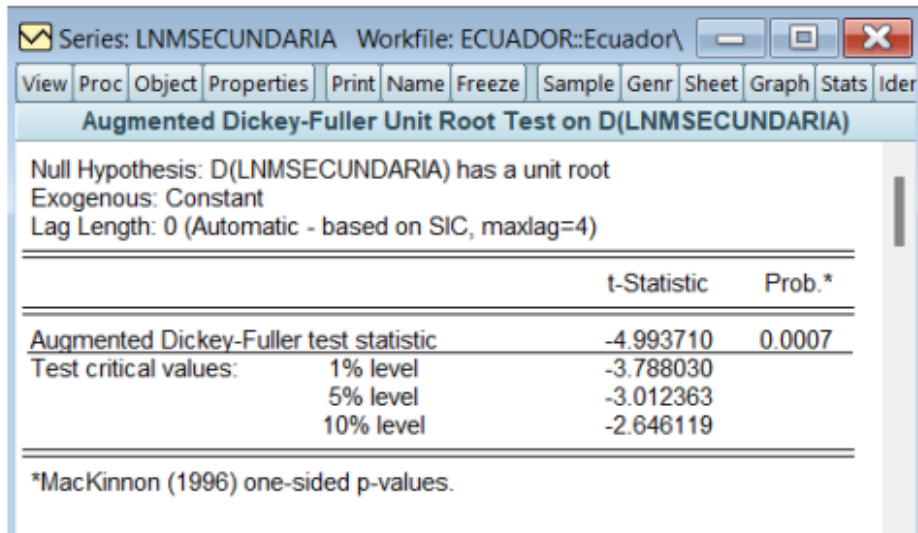 Series: LNMSECUNDARIA Workfile: ECUADOR::Ecuador\
View Proc Object Properties Print Name Freeze Sample Genr Sheet Graph Stats Iden
Augmented Dickey-Fuller Unit Root Test on D(LNMSECUNDARIA)
Null Hypothesis: D(LNMSECUNDARIA) has a unit root
Exogenous: Constant
Lag Length: 0 (Automatic - based on SIC, maxlag=4)
t-Statistic Prob.*
Augmented Dickey-Fuller test statistic -4.993710 0.0007
Test critical values: 1% level -3.788030
5% level -3.012363
10% level -2.646119
*MacKinnon (1996) one-sided p-values.